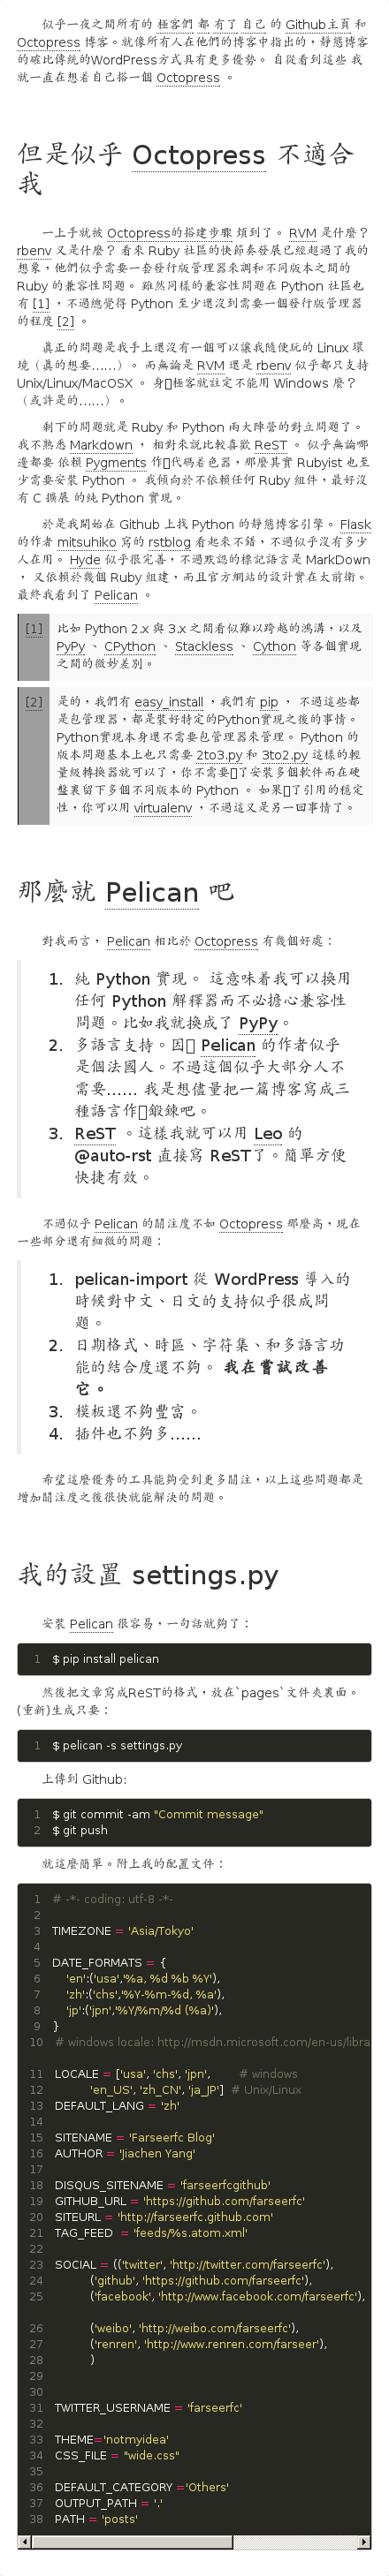 似乎一夜之間所有的 極客們 都 有了 自己 的 Github主頁 和
Octopress 博客。就像所有人在他們的博客中指出的，靜態博客
的確比傳統的WordPress方式具有更多優勢。 自從看到這些 我
就一直在想着自己搭一個 Octopress 。
但是似乎 Octopress 不適合
我
一上手就被 Octopress的搭建步驟 煩到了。 RVM 是什麼？
rbenv 又是什麼？ 看來 Ruby 社區的快節奏發展已經超過了我的
想象，他們似乎需要一套發行版管理器來調和不同版本之間的
Ruby 的兼容性問題。 雖然同樣的兼容性問題在 Python 社區也
有 [1] ，不過總覺得 Python 至少還沒到需要一個發行版管理器
的程度 [2] 。
真正的問題是我手上還沒有一個可以讓我隨便玩的 Linux 環
境（真的想要……）。 而無論是 RVM 還是 rbenv 似乎都只支持
Unix/Linux/MacOSX 。 身極客就註定不能用 Windows 麼？
（或許是的……）。
剩下的問題就是 Ruby 和 Python 兩大陣營的對立問題了。
我不熟悉 Markdown ， 相對來說比較喜歡 ReST 。 似乎無論哪
邊都要 依賴 Pygments 作代码着色器，那麼其實 Rubyist 也至
少需要安裝 Python 。 我傾向於不依賴任何 Ruby 組件，最好沒
有 C 擴展 的純 Python 實現。
於是我開始在 Github 上找 Python 的靜態博客引擎。 Flask
的作者 mitsuhiko 寫的 rstblog 看起來不錯，不過似乎沒有多少
人在用。 Hyde 似乎很完善，不過默認的標記語言是 MarkDown
， 又依賴於幾個 Ruby 組建，而且官方網站的設計實在太前衛。
最終我看到了 Pelican 。
[1] 比如 Python 2.x 與 3.x 之間看似難以跨越的鴻溝，以及
PyPy 、 CPython 、 Stackless 、 Cython 等各個實現
之間的微妙差別。
[2] 是的，我們有 easy_install ，我們有 pip ， 不過這些都
是包管理器，都是裝好特定的Python實現之後的事情。
Python實現本身還不需要包管理器來管理。 Python 的
版本問題基本上也只需要 2to3.py 和 3to2.py 這樣的輕
量級轉換器就可以了，你不需要了安裝多個軟件而在硬
盤裏留下多個不同版本的 Python 。 如果了引用的穩定
性，你可以用 virtualenv ，不過這又是另一回事情了。
那麼就 Pelican 吧
對我而言， Pelican 相比於 Octopress 有幾個好處：
1. 純 Python 實現。 這意味着我可以換用
任何 Python 解釋器而不必擔心兼容性
問題。比如我就換成了 PyPy。
2. 多語言支持。因 Pelican 的作者似乎
是個法國人。不過這個似乎大部分人不
需要…… 我是想儘量把一篇博客寫成三
種語言作鍛鍊吧。
3. ReST 。這樣我就可以用 Leo 的
@auto-rst 直接寫 ReST了。簡單方便
快捷有效。
不過似乎 Pelican 的關注度不如 Octopress 那麼高，現在
一些部分還有細微的問題：
1. pelican-import 從 WordPress 導入的
時候對中文、日文的支持似乎很成問
題。
2. 日期格式、時區、字符集、和多語言功
能的結合度還不夠。 我在嘗試改善
它。
3. 模板還不夠豐富。
4. 插件也不夠多……
希望這麼優秀的工具能夠受到更多關注，以上這些問題都是
增加關注度之後很快就能解決的問題。
我的設置 settings.py
安裝 Pelican 很容易，一句話就夠了：
1 $ pip install pelican
然後把文章寫成ReST的格式，放在`pages`文件夾裏面。
(重新)生成只要：
1 $ pelican -s settings.py
上傳到 Github:
1 $ git commit -am "Commit message"
2 $ git push
就這麼簡單。附上我的配置文件：
1 # -*- coding: utf-8 -*-
2
3 TIMEZONE = 'Asia/Tokyo'
4
5 DATE_FORMATS = {
6 'en':('usa','%a, %d %b %Y'),
7 'zh':('chs','%Y-%m-%d, %a'),
8 'jp':('jpn','%Y/%m/%d (%a)'),
9 }
10 # windows locale: http://msdn.microsoft.com/en-us/libra
11 LOCALE = ['usa', 'chs', 'jpn', # windows
12 'en_US', 'zh_CN', 'ja_JP'] # Unix/Linux
13 DEFAULT_LANG = 'zh'
14
15 SITENAME = 'Farseerfc Blog'
16 AUTHOR = 'Jiachen Yang'
17
18 DISQUS_SITENAME = 'farseerfcgithub'
19 GITHUB_URL = 'https://github.com/farseerfc'
20 SITEURL = 'http://farseerfc.github.com'
21 TAG_FEED = 'feeds/%s.atom.xml'
22
23 SOCIAL = (('twitter', 'http://twitter.com/farseerfc'),
24 ('github', 'https://github.com/farseerfc'),
25 ('facebook', 'http://www.facebook.com/farseerfc'),
26 ('weibo', 'http://weibo.com/farseerfc'),
27 ('renren', 'http://www.renren.com/farseer'),
28 )
29
30
31 TWITTER_USERNAME = 'farseerfc'
32
33 THEME='notmyidea'
34 CSS_FILE = "wide.css"
35
36 DEFAULT_CATEGORY ='Others'
37 OUTPUT_PATH = '.'
38 PATH = 'posts'